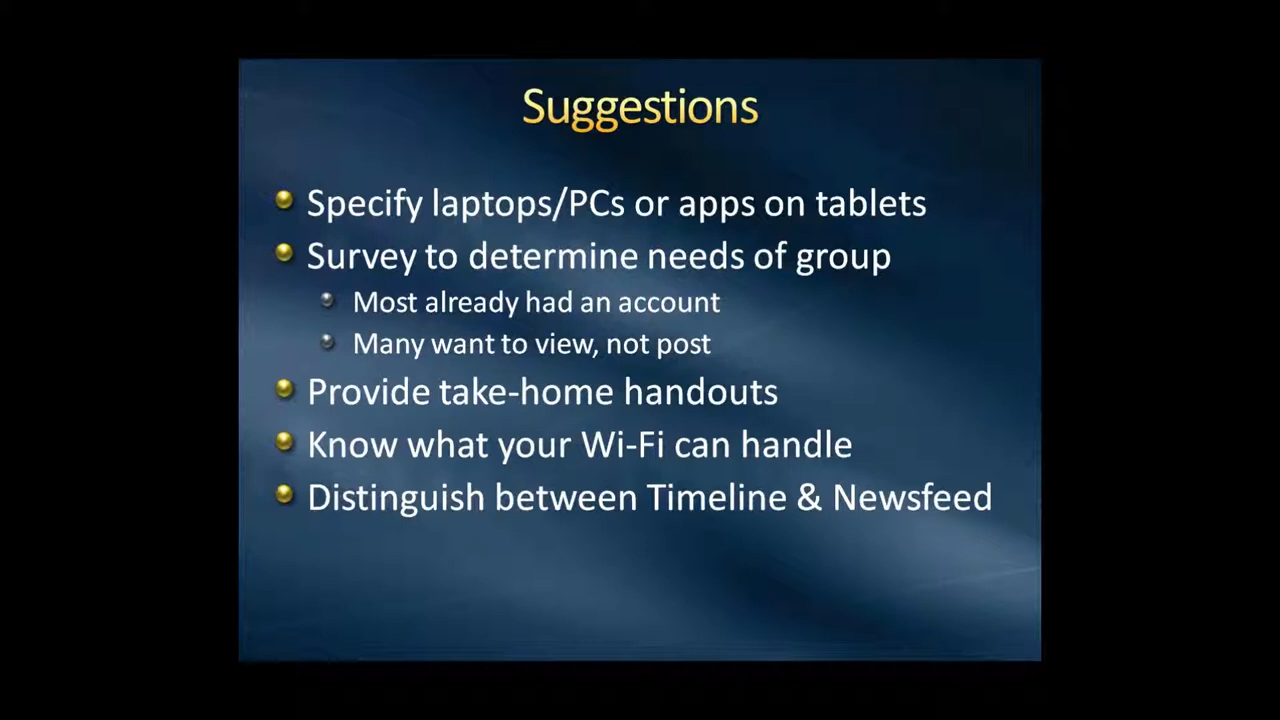 Suggestions
Specify laptops/PCs or apps on tablets
Survey to determine needs of group
Most already had an account
Many want to view, not post
Provide take-home handouts
Know what your Wi-Fi can handle
Distinguish between Timeline & Newsfeed